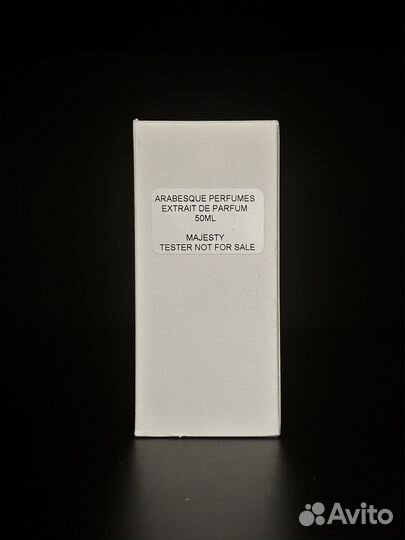 ARABESQUE PERFUMES
EXTRAIT DE PARFUM
50ML
MAJESTY
TESTER NOT FOR SALE
Avito